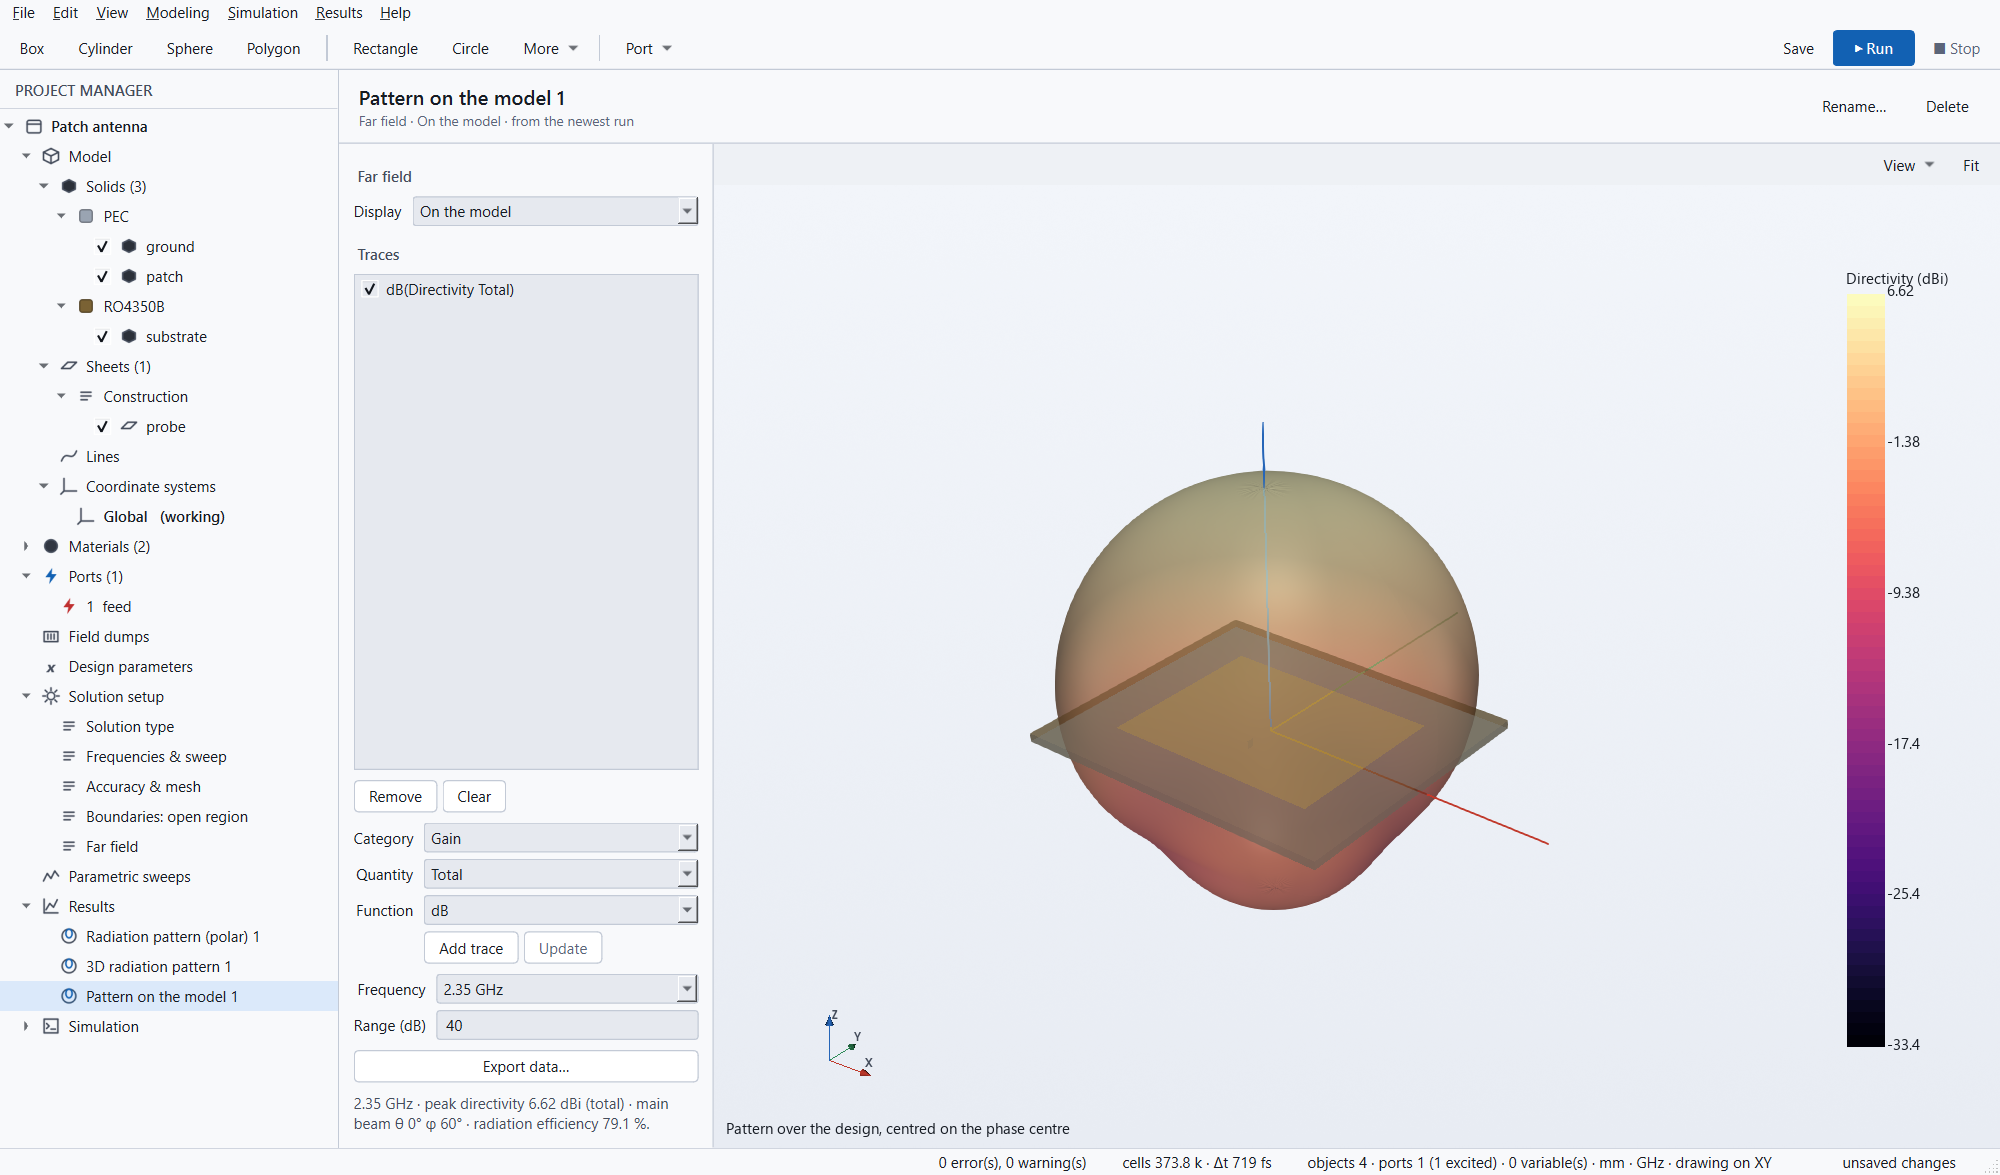 File Edit View Modeling Simulation Results Help
Box Cylinder Sphere Polygon Rectangle Circle More Port Save Run Stop
PROJECT MANAGER
Patch antenna
Model
Solids (3)
PEC
ground
patch
RO4350B
substrate
Sheets (1)
Construction
probe
Lines
Coordinate systems
Global (working)
Materials (2)
Ports (1)
1 feed
Field dumps
Design parameters
Solution setup
Solution type
Frequencies & sweep
Accuracy & mesh
Boundaries: open region
Far field
Parametric sweeps
Results
Radiation pattern (polar) 1
3D radiation pattern 1
Pattern on the model 1
Simulation
Pattern on the model 1
Far field · On the model · from the newest run
Rename... Delete
Far field
Display On the model
Traces
dB(Directivity Total)
Remove Clear
Category Gain
Quantity Total
Function dB
Add trace Update
Frequency 2.35 GHz
Range (dB) 40
Export data...
2.35 GHz · peak directivity 6.62 dBi (total) · main
beam θ 0° φ 60° · radiation efficiency 79.1 %.
View Fit
Directivity (dBi)
6.62
-1.38
-9.38
-17.4
-25.4
-33.4
Z
Y
X
Pattern over the design, centred on the phase centre
0 error(s), 0 warning(s) cells 373.8 k · Δt 719 fs objects 4 · ports 1 (1 excited) · 0 variable(s) · mm · GHz · drawing on XY unsaved changes